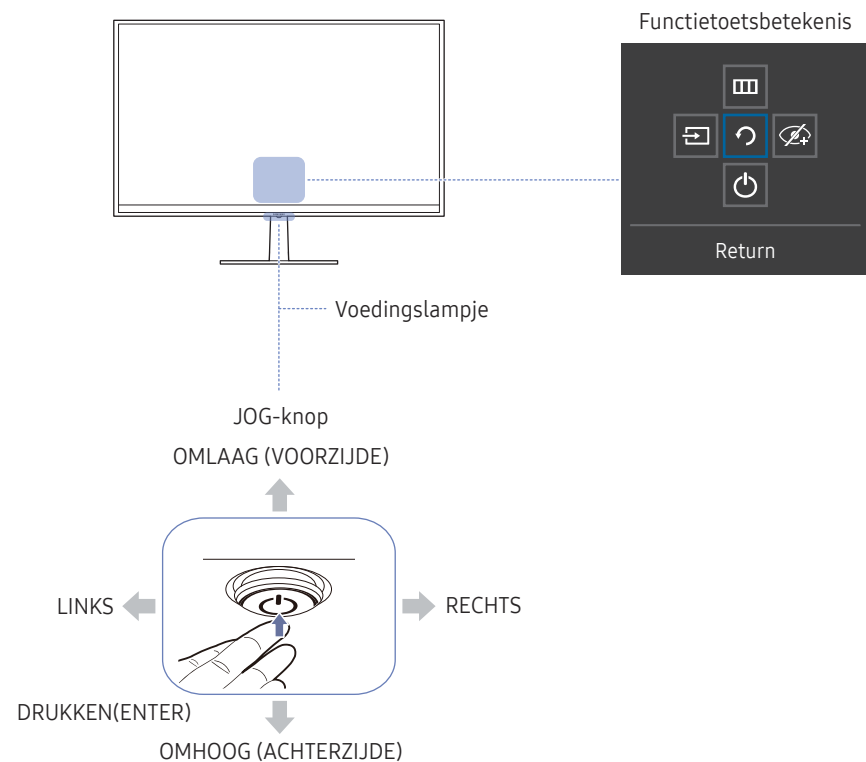 Functietoetsbetekenis
Return
Voedingslampje
JOG-knop
OMLAAG (VOORZIJDE)
LINKS
RECHTS
DRUKKEN(ENTER)
OMHOOG (ACHTERZIJDE)